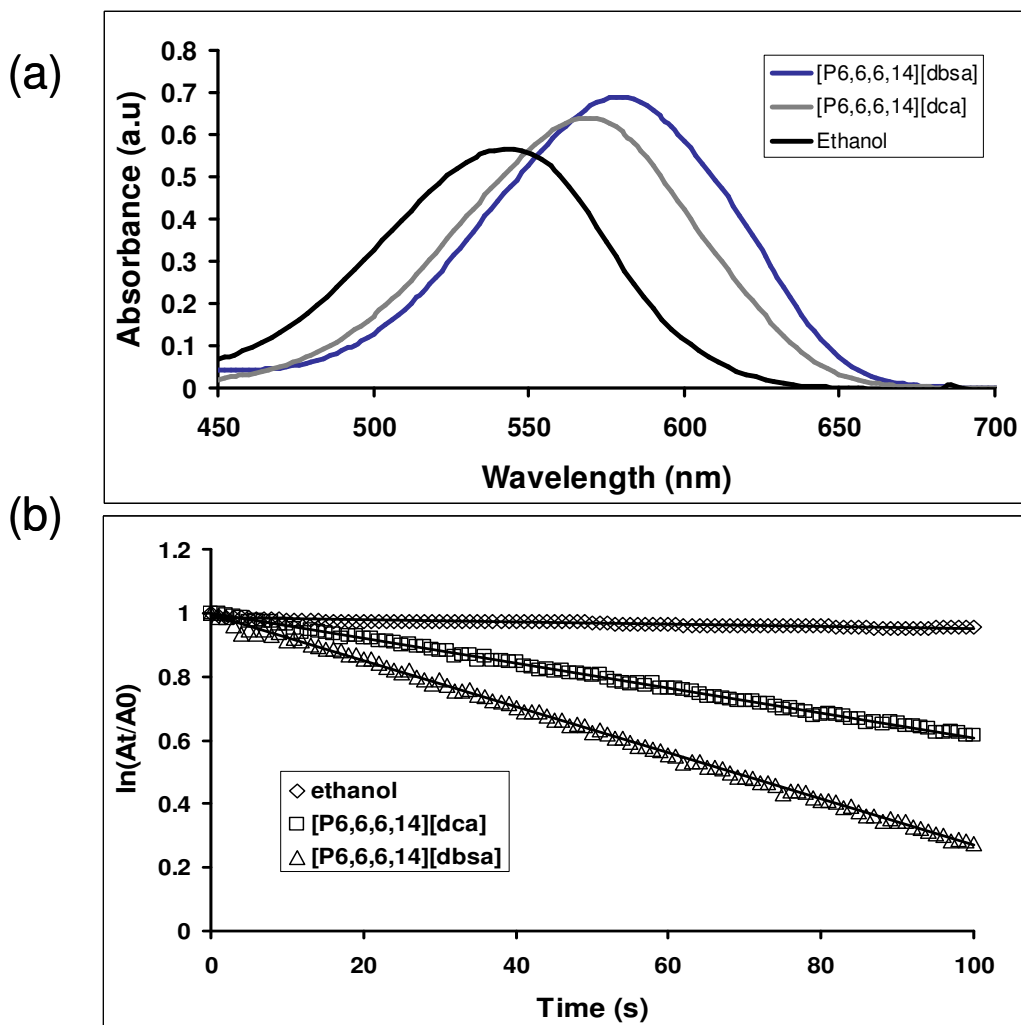 (a)
Absorbance (a.u)
0.8
0.7
0.6
0.5
0.4
0.3
0.2
0.1
0
450
500
550
600
650
700
Wavelength (nm)
[P6,6,6,14][dbsa]
[P6,6,6,14][dca]
Ethanol
(b)
ln(At/A0)
1.2
1
0.8
0.6
0.4
0.2
0
0
20
40
60
80
100
Time (s)
ethanol
[P6,6,6,14][dca]
[P6,6,6,14][dbsa]